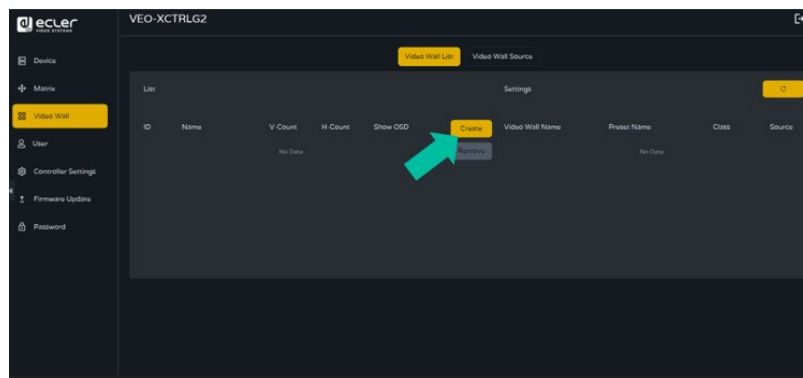 ecler
VIDEO SYSTEMS
VEO-XCTRLG2
Video Wall List
Video Wall Source
Device
Matrix
Video Wall
User
Controller Settings
Firmware Update
Password
List
Settings
ID Name V-Count H-Count Show OSD
Create
Remove
No Data
Video Wall Name Preset Name Class Source
No Data